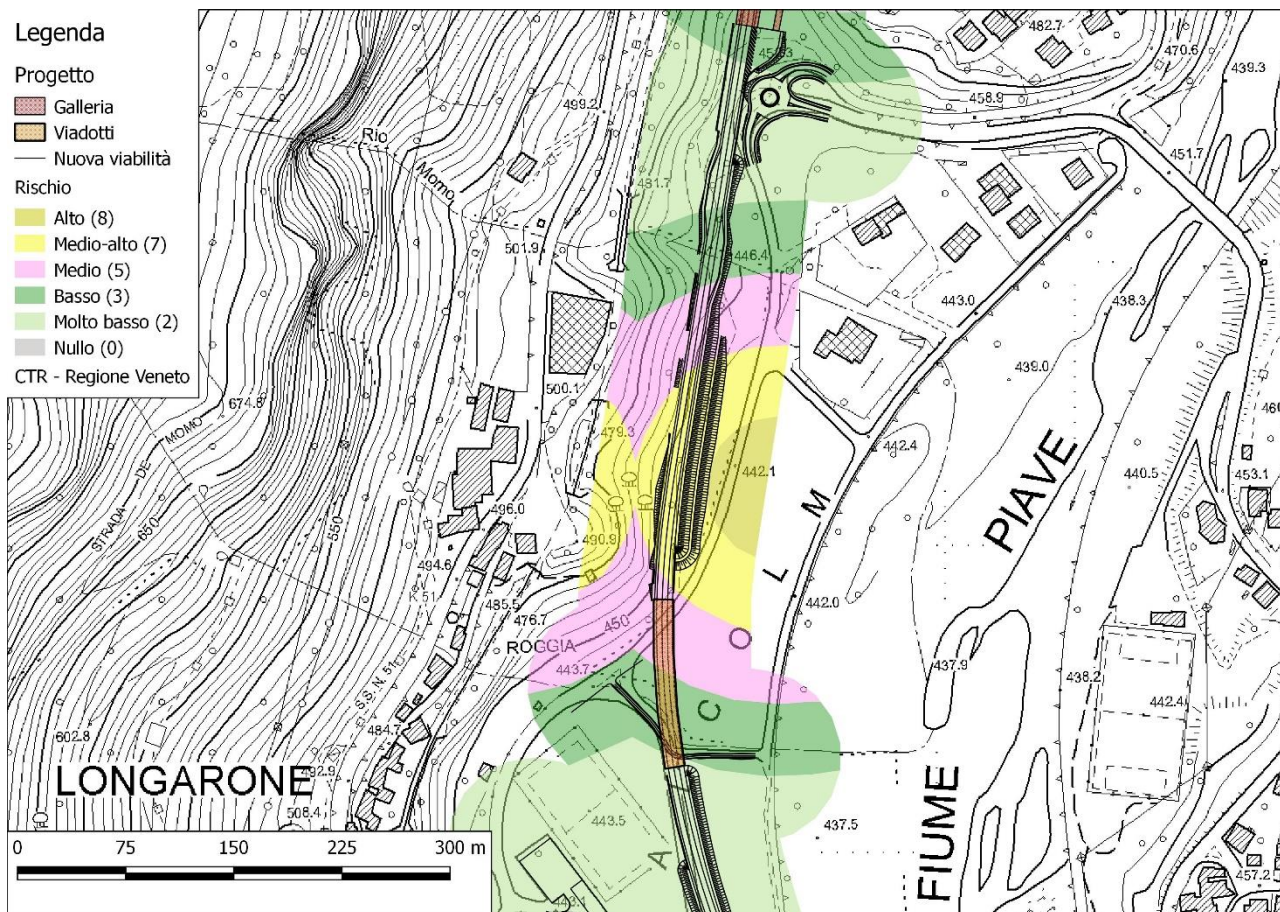 Legenda
Progetto
Galleria
Viadotti
Nuova viabilità
Rischio
Alto (8)
Medio-alto (7)
Medio (5)
Basso (3)
Molto basso (2)
Nullo (0)
CTR - Regione Veneto
482.7
470.6
439.3
499.2
458.9
Rio
Momo
451.7
481.7
501.9
446.4
443.0
438.3
439.0
500.1
674.8
479.3
442.4
440.5
453.1
442.1
STRADA DE MOMO
650
550
496.0
490.9
494.6
485.5
476.7
450
ROGGIA
443.7
442.0
437.9
438.2
442.4
S.S. N. 51
484.7
602.8
LONGARONE
492.9
508.4
443.5
437.5
457.2
443.1
PIAVE
FIUME
M
L
O
C
A
0 75 150 225 300 m